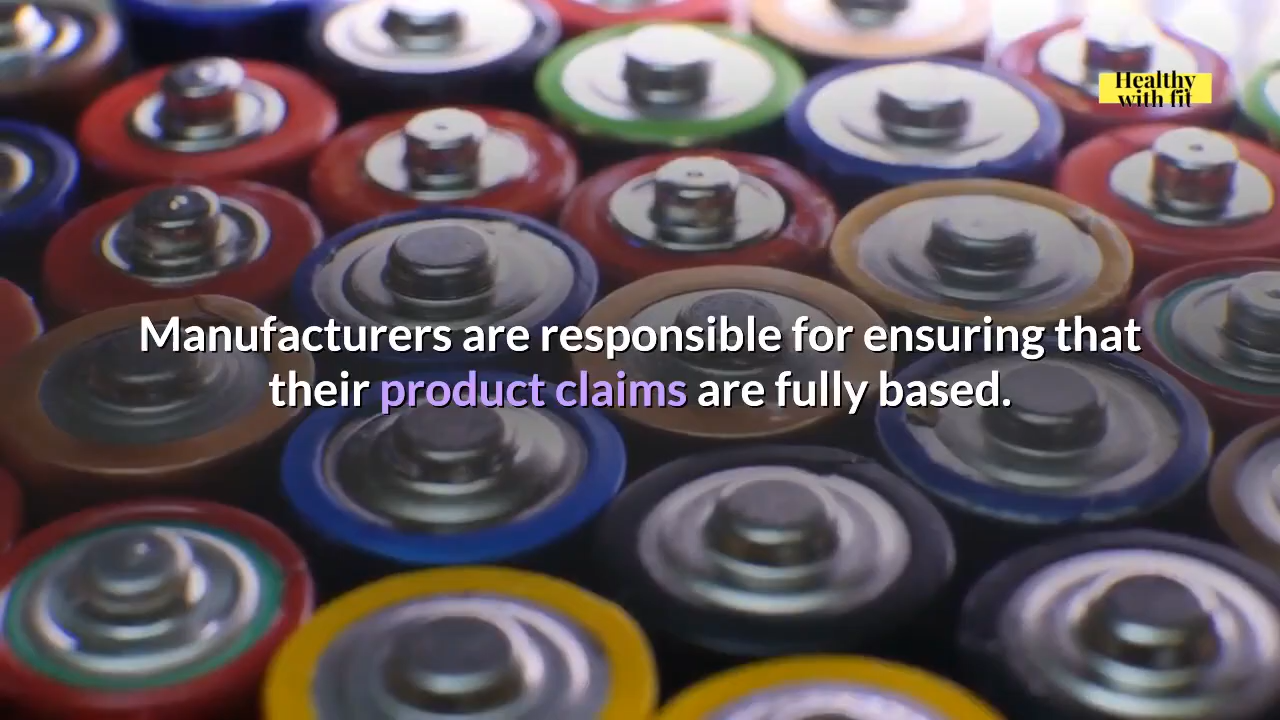 Healthy
with fit
Manufacturers are responsible for ensuring that
their product claims are fully based.